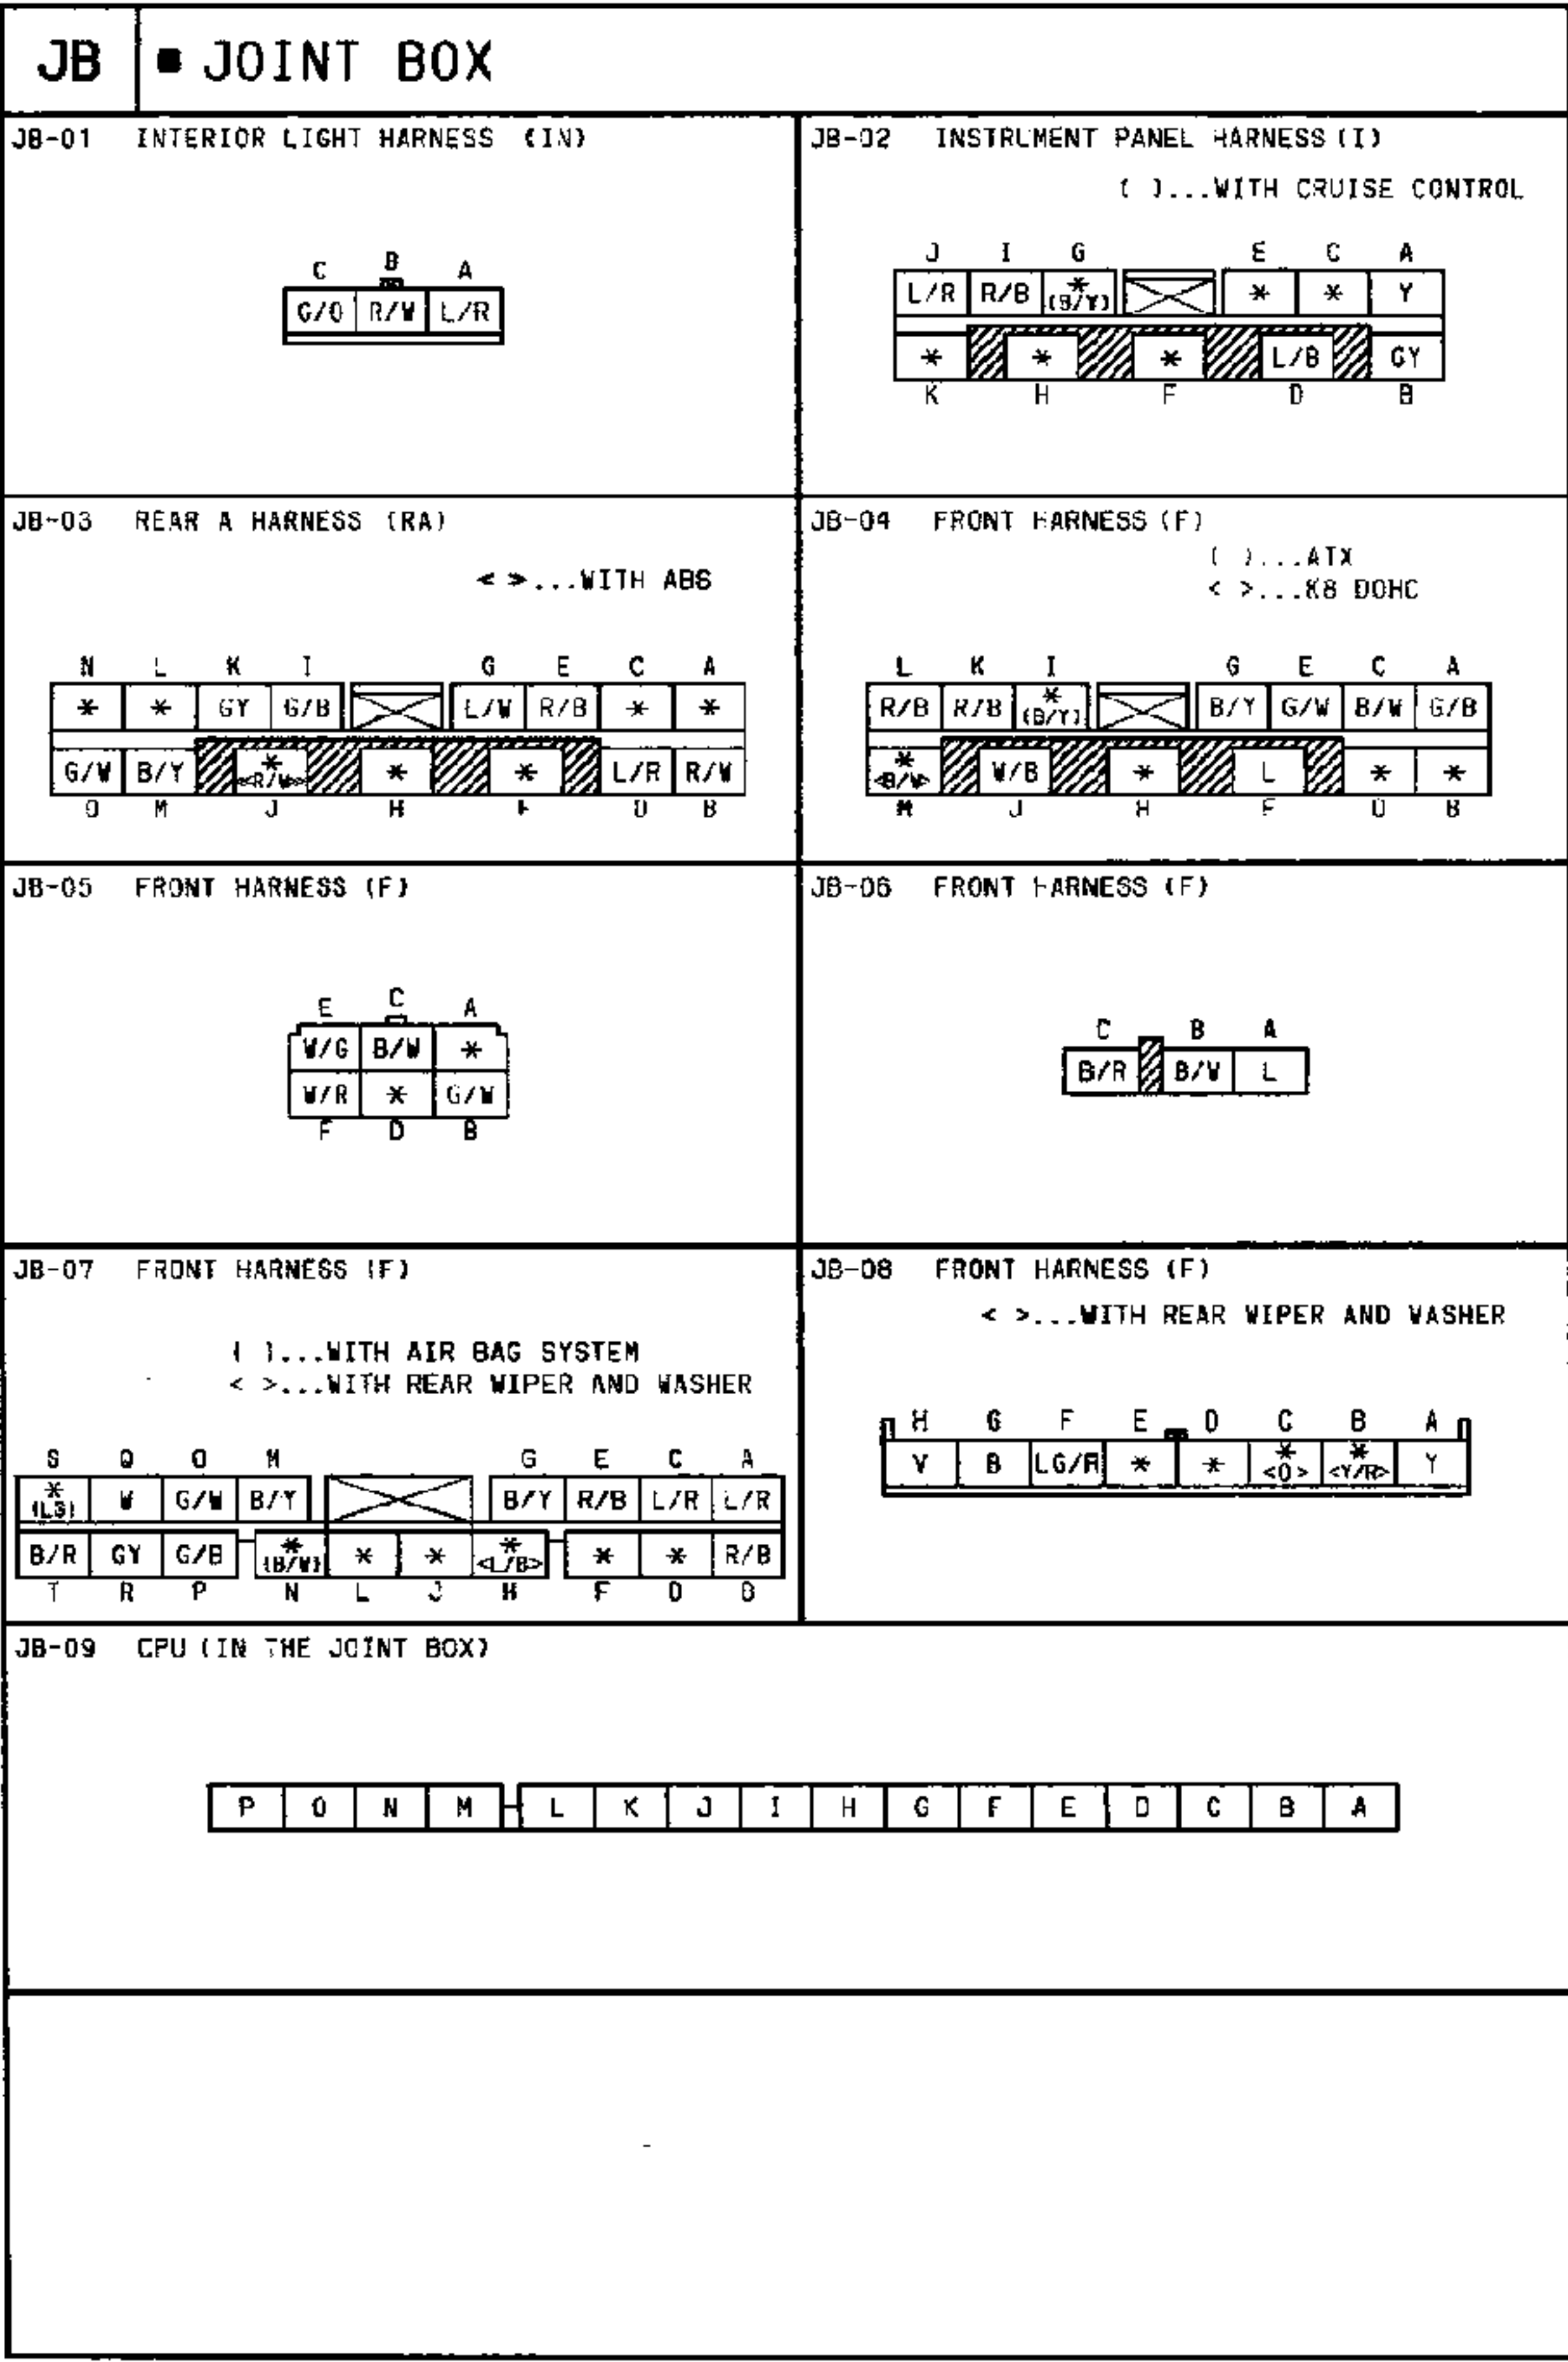 JB ■ JOINT BOX
JB-01 INTERIOR LIGHT HARNESS (IN)
C B A
G/O R/W L/R
JB-02 INSTRUMENT PANEL HARNESS (I)
( )...WITH CRUISE CONTROL
J I G E C A
L/R R/B * (B/Y) * * Y
* * * L/B GY
K H F D B
JB-03 REAR A HARNESS (RA)
< >...WITH ABS
N L K I G E C A
* * GY G/B L/W R/B * *
G/W B/Y * <R/W> * * L/R R/W
O M J H F D B
JB-04 FRONT HARNESS (F)
( )...ATX
< >...K8 DOHC
L K I G E C A
R/B R/B * (B/Y) B/Y G/W B/W G/B
* <B/W> W/B * L * *
M J H F D B
JB-05 FRONT HARNESS (F)
E C A
W/G B/W *
W/R * G/W
F D B
JB-06 FRONT HARNESS (F)
C B A
B/R B/W L
JB-07 FRONT HARNESS (F)
( )...WITH AIR BAG SYSTEM
< >...WITH REAR WIPER AND WASHER
S Q O M G E C A
* (LG) W G/W B/Y B/Y R/B L/R L/R
B/R GY G/B * (B/W) * * * <L/B> * * R/B
T R P N L J H F D B
JB-08 FRONT HARNESS (F)
< >...WITH REAR WIPER AND WASHER
H G F E D C B A
V B LG/R * * * <O> * <Y/R> Y
JB-09 CPU (IN THE JOINT BOX)
P O N M L K J I H G F E D C B A